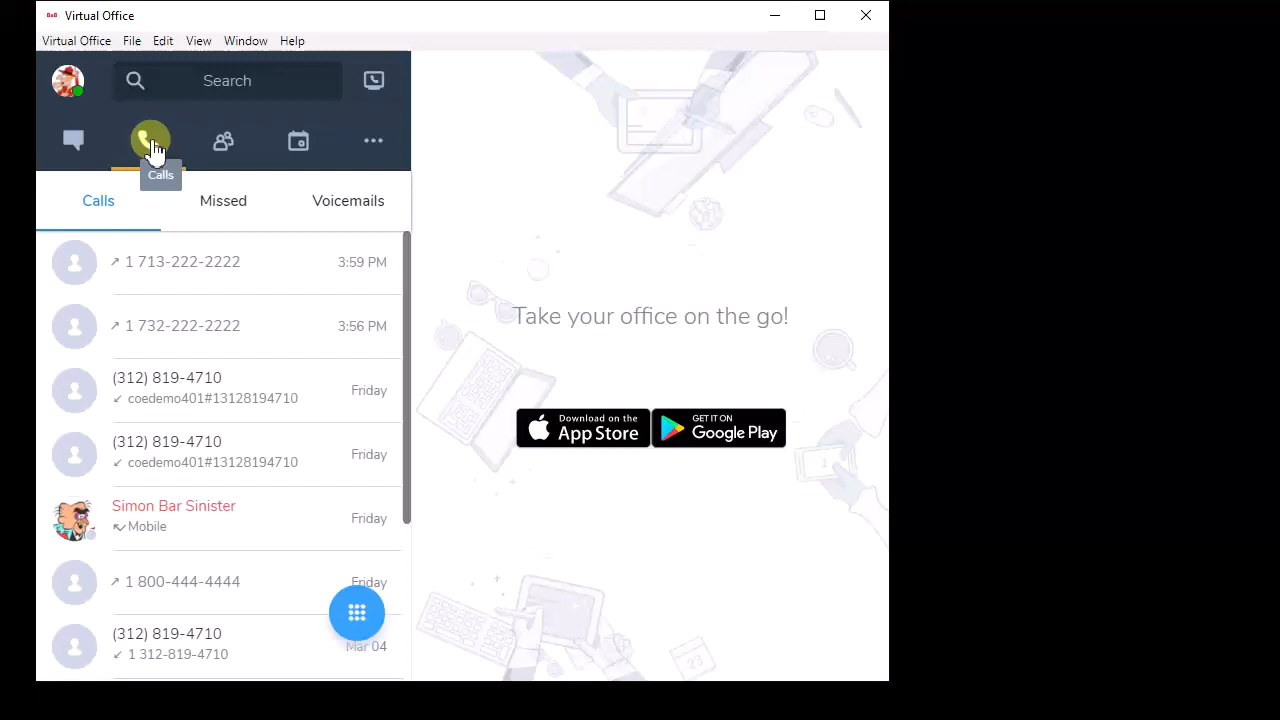 Virtual Office
Virtual Office File Edit View Window Help
Search
Calls
Calls Missed Voicemails
1 713-222-2222 3:59 PM
1 732-222-2222 3:56 PM
(312) 819-4710
coedemo401#13128194710 Friday
(312) 819-4710
coedemo401#13128194710 Friday
Simon Bar Sinister
Mobile Friday
1 800-444-4444 Friday
(312) 819-4710
1 312-819-4710 Mar 04
Take your office on the go!
Download on the
App Store
GET IT ON
Google Play
23